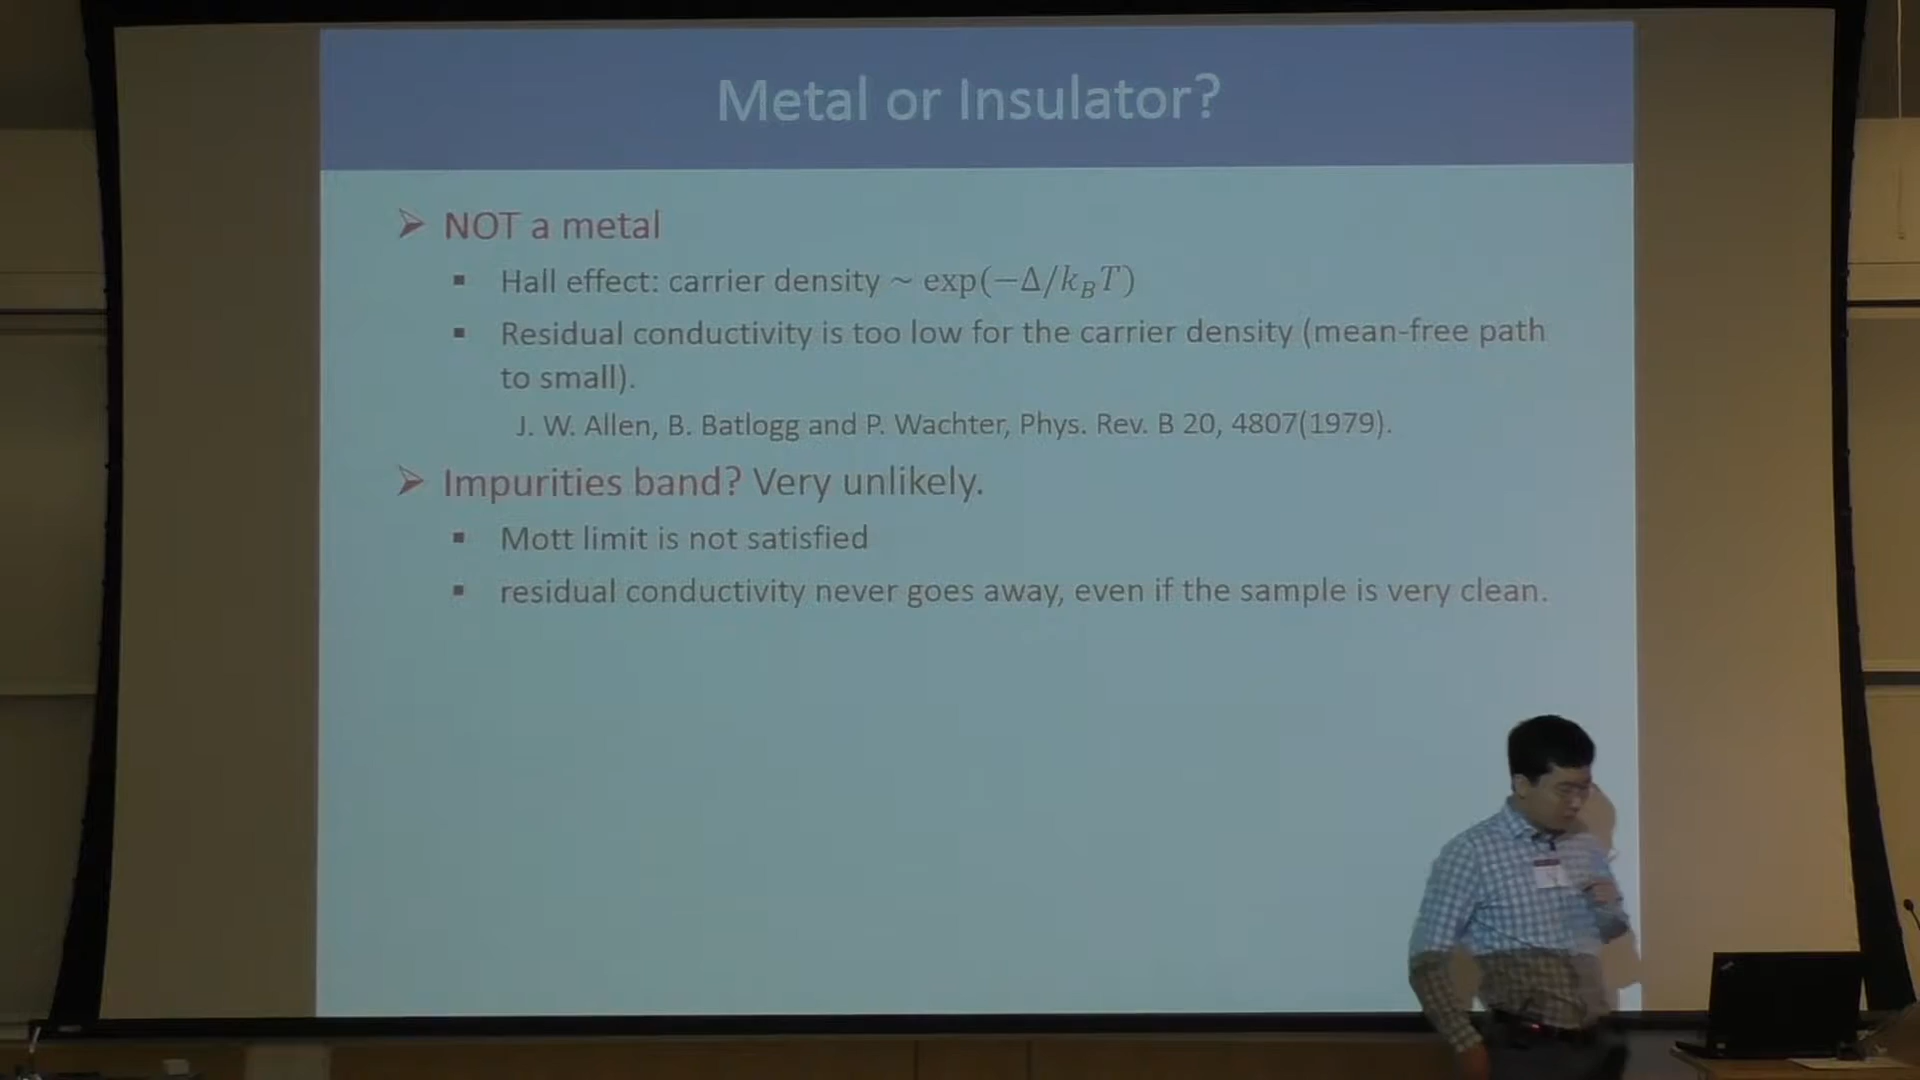 Metal or Insulator?
NOT a metal
Hall effect: carrier density ~ exp(−Δ/k_BT)
Residual conductivity is too low for the carrier density (mean-free path
to small).
J. W. Allen, B. Batlogg and P. Wachter, Phys. Rev. B 20, 4807(1979).
Impurities band? Very unlikely.
Mott limit is not satisfied
residual conductivity never goes away, even if the sample is very clean.